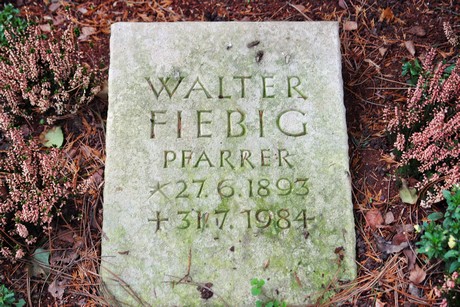 WALTER
FIEBIG
PFARRER
*27.6.1893
+31.7.1984+